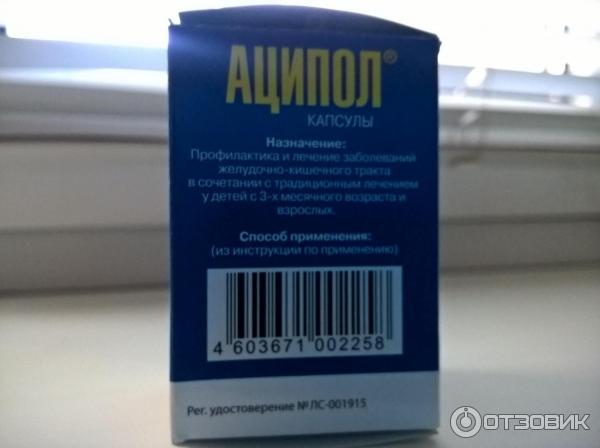 АЦИПОЛ®
КАПСУЛЫ
Назначение:
Профилактика и лечение заболеваний
желудочно-кишечного тракта
в сочетании с традиционным лечением
у детей с 3-х месячного возраста и
взрослых.
Способ применения:
(из инструкции по применению)
4 603671 002258
Рег. удостоверение №ЛС-001915
ОТЗОВИК